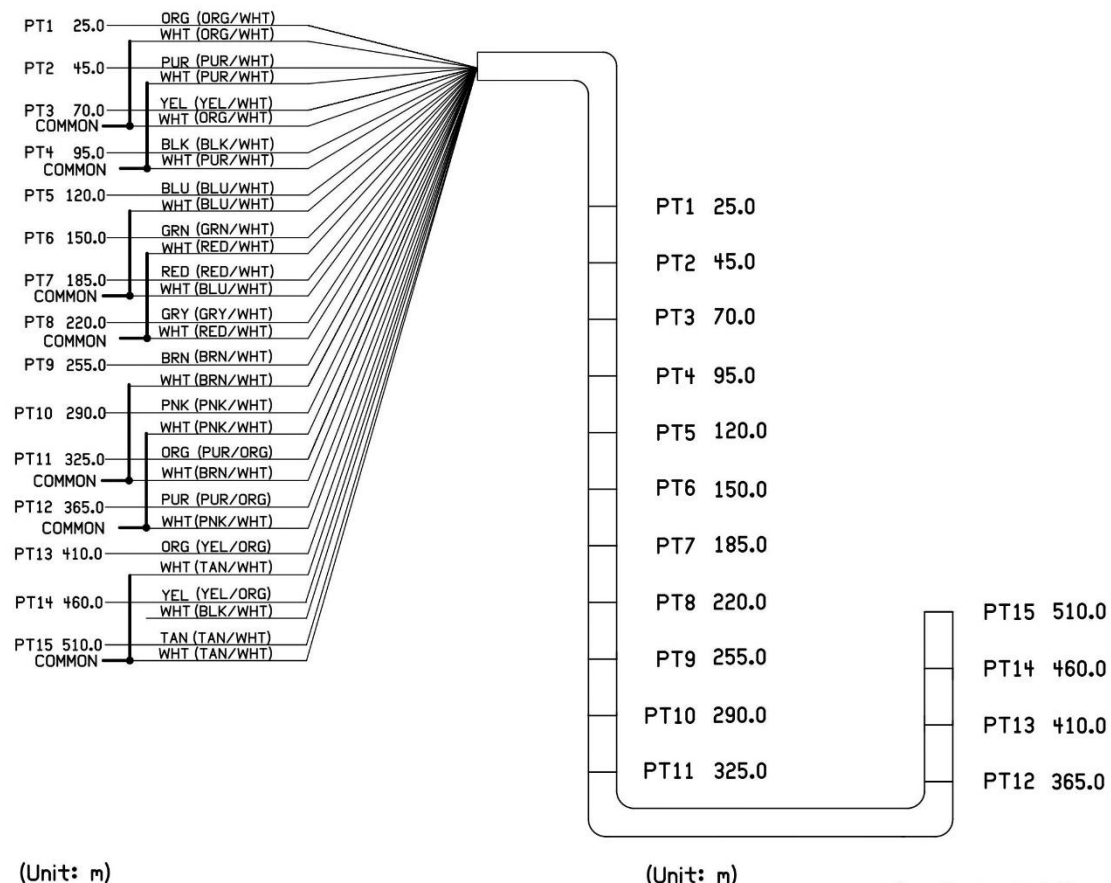 PT1 25.0 ORG (ORG/WHT)
WHT (ORG/WHT)
PT2 45.0 PUR (PUR/WHT)
WHT (PUR/WHT)
PT3 70.0 YEL (YEL/WHT)
COMMON WHT (ORG/WHT)
PT4 95.0 BLK (BLK/WHT)
COMMON WHT (PUR/WHT)
PT5 120.0 BLU (BLU/WHT)
WHT (BLU/WHT)
PT6 150.0 GRN (GRN/WHT)
WHT (RED/WHT)
PT7 185.0 RED (RED/WHT)
COMMON WHT (BLU/WHT)
PT8 220.0 GRY (GRY/WHT)
COMMON WHT (RED/WHT)
PT9 255.0 BRN (BRN/WHT)
WHT (BRN/WHT)
PT10 290.0 PNK (PNK/WHT)
WHT (PNK/WHT)
PT11 325.0 ORG (PUR/ORG)
COMMON WHT (BRN/WHT)
PT12 365.0 PUR (PUR/ORG)
COMMON WHT (PNK/WHT)
PT13 410.0 ORG (YEL/ORG)
WHT (TAN/WHT)
PT14 460.0 YEL (YEL/ORG)
WHT (BLK/WHT)
PT15 510.0 TAN (TAN/WHT)
COMMON WHT (TAN/WHT)
(Unit: m)
PT1 25.0
PT2 45.0
PT3 70.0
PT4 95.0
PT5 120.0
PT6 150.0
PT7 185.0
PT8 220.0
PT9 255.0
PT10 290.0
PT11 325.0
PT15 510.0
PT14 460.0
PT13 410.0
PT12 365.0
(Unit: m)